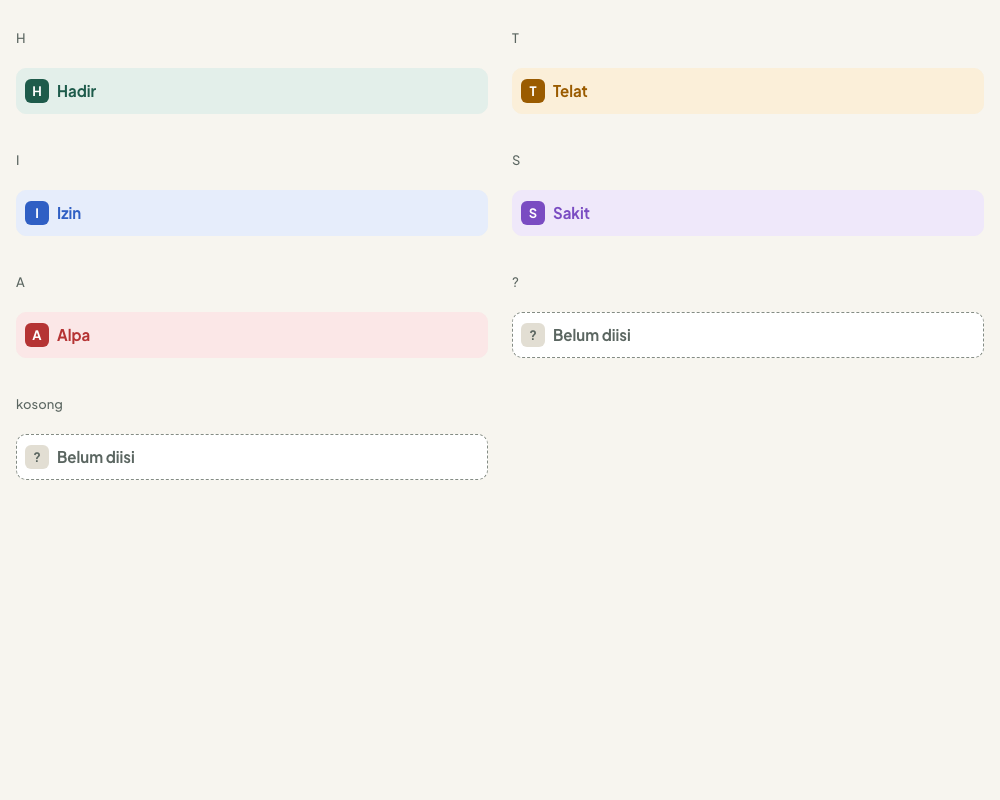 H
H Hadir
T
T Telat
I
I Izin
S
S Sakit
A
A Alpa
?
? Belum diisi
kosong
? Belum diisi